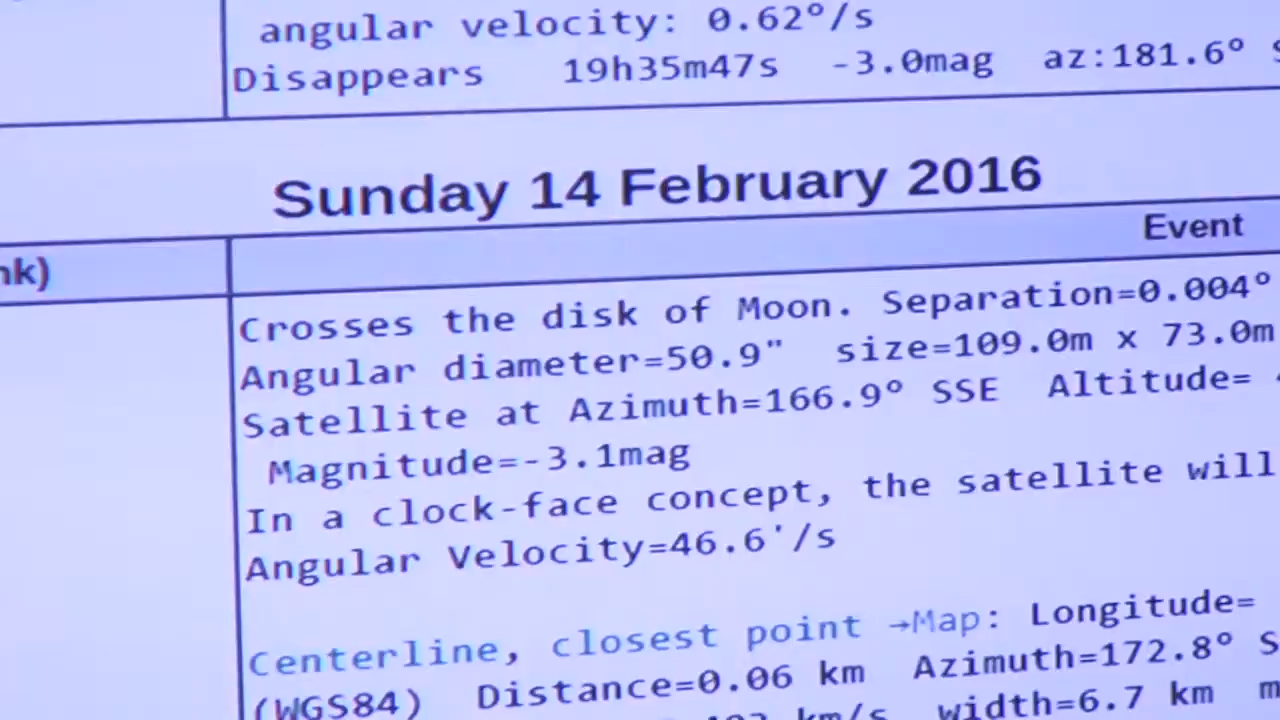 angular velocity: 0.62°/s
Disappears 19h35m47s -3.0mag az:181.6° S
Sunday 14 February 2016
Event
Crosses the disk of Moon. Separation=0.004°
Angular diameter=50.9" size=109.0m x 73.0m
Satellite at Azimuth=166.9° SSE Altitude=
Magnitude=-3.1mag
In a clock-face concept, the satellite will
Angular Velocity=46.6'/s
Centerline, closest point →Map: Longitude=
(WGS84) Distance=0.06 km Azimuth=172.8° S
km/s width=6.7 km